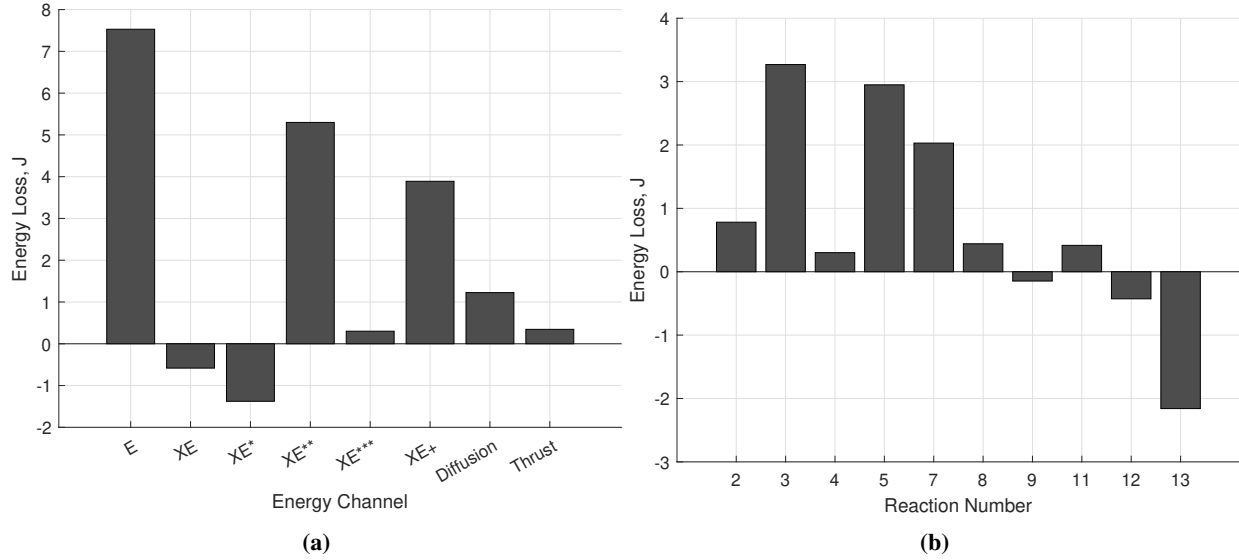 8
7
6
5
4
3
2
1
0
-1
-2
Energy Loss, J
E
XE
XE*
XE**
XE***
XE+
Diffusion
Thrust
Energy Channel
(a)
4
3
2
1
0
-1
-2
-3
Energy Loss, J
2 3 4 5 7 8 9 11 12 13
Reaction Number
(b)